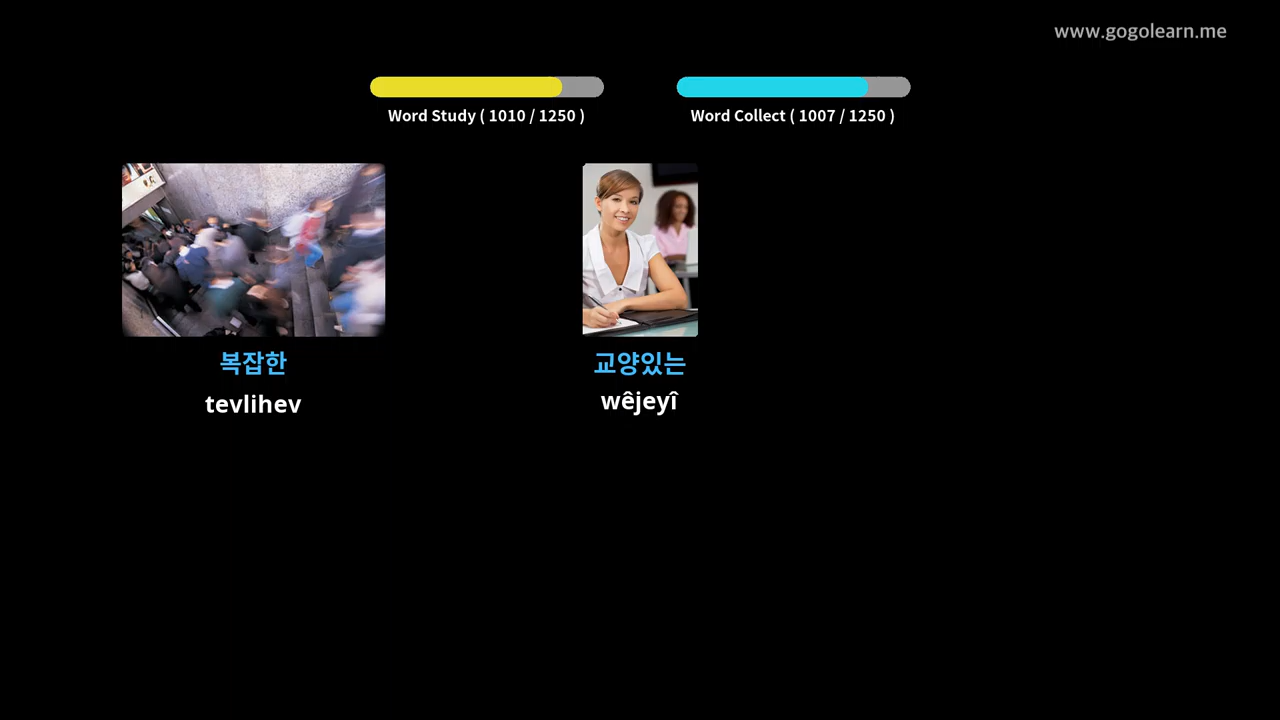 www.gogolearn.me
Word Study ( 1010 / 1250 )
Word Collect ( 1007 / 1250 )
복잡한
tevlihev
교양있는
wêjeyî